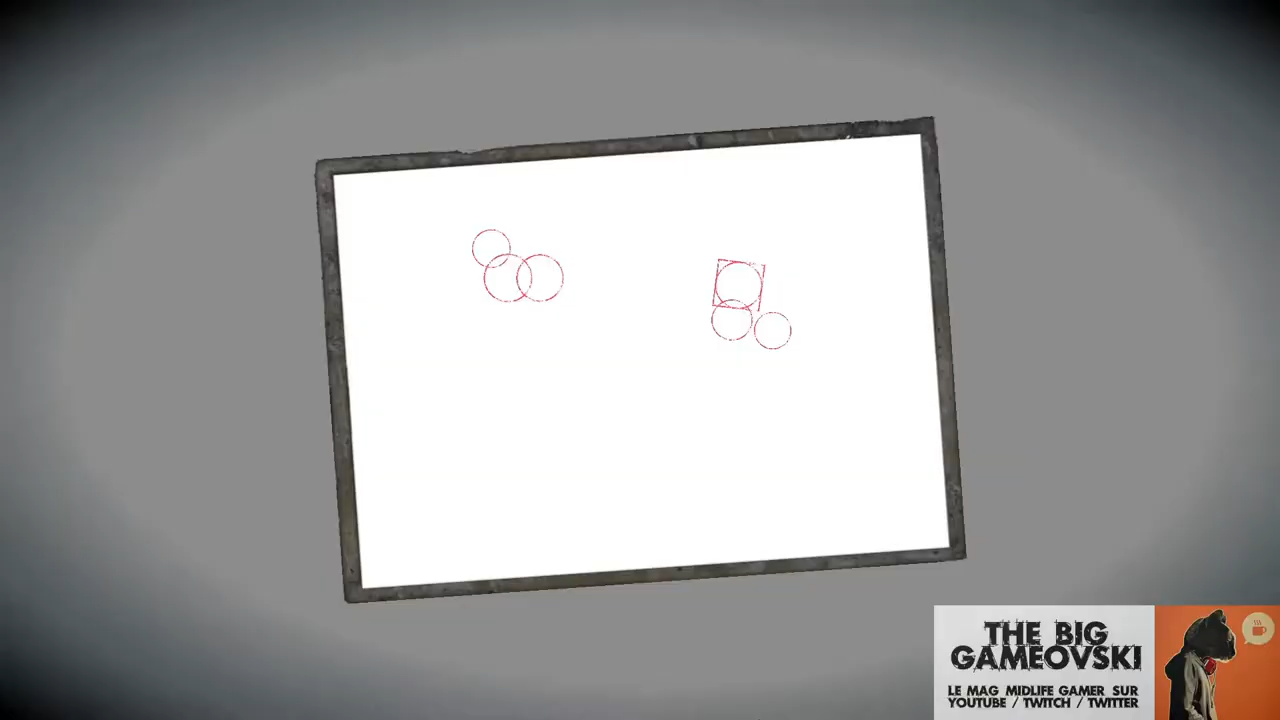 THE BIG
GAMEOVSKI
LE MAG MIDLIFE GAMER SUR
YOUTUBE / TWITCH / TWITTER